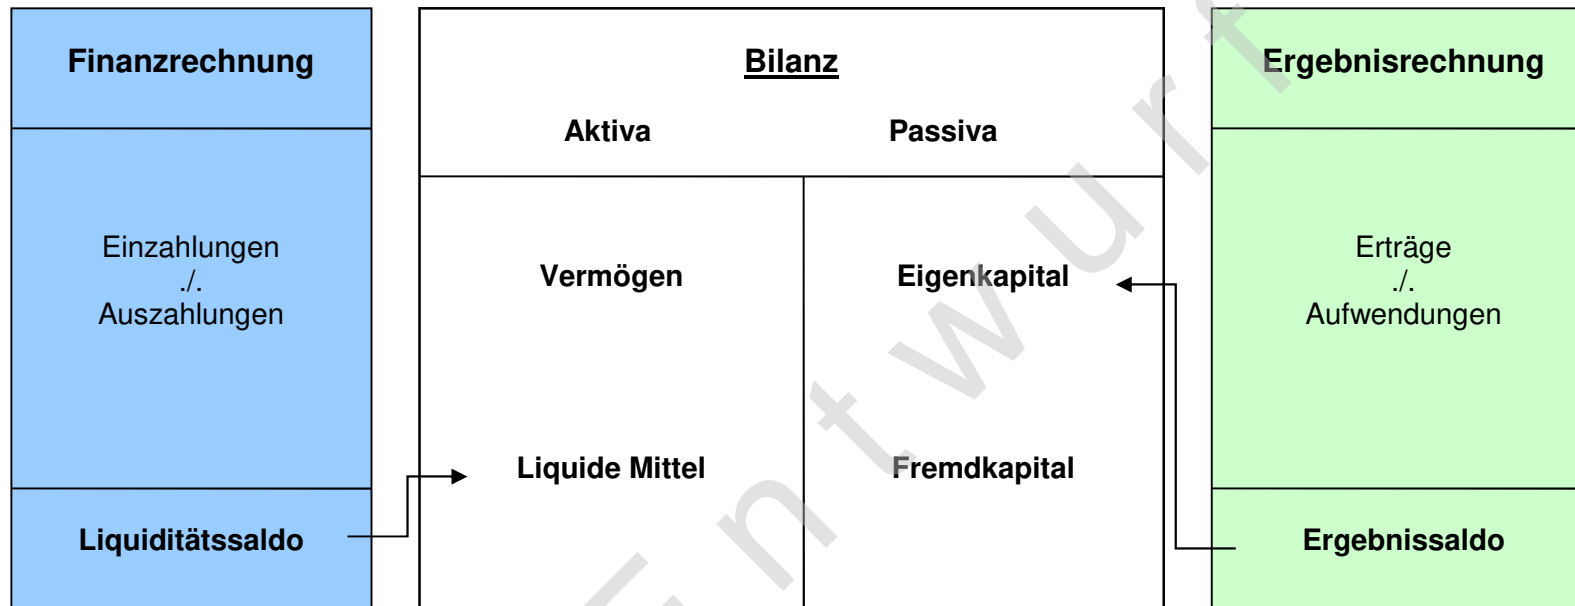 Finanzrechnung
Einzahlungen
./.
Auszahlungen
Liquiditätssaldo
Bilanz
Aktiva Passiva
Vermögen Eigenkapital
Liquide Mittel Fremdkapital
Ergebnisrechnung
Erträge
./.
Aufwendungen
Ergebnissaldo
Entwurf